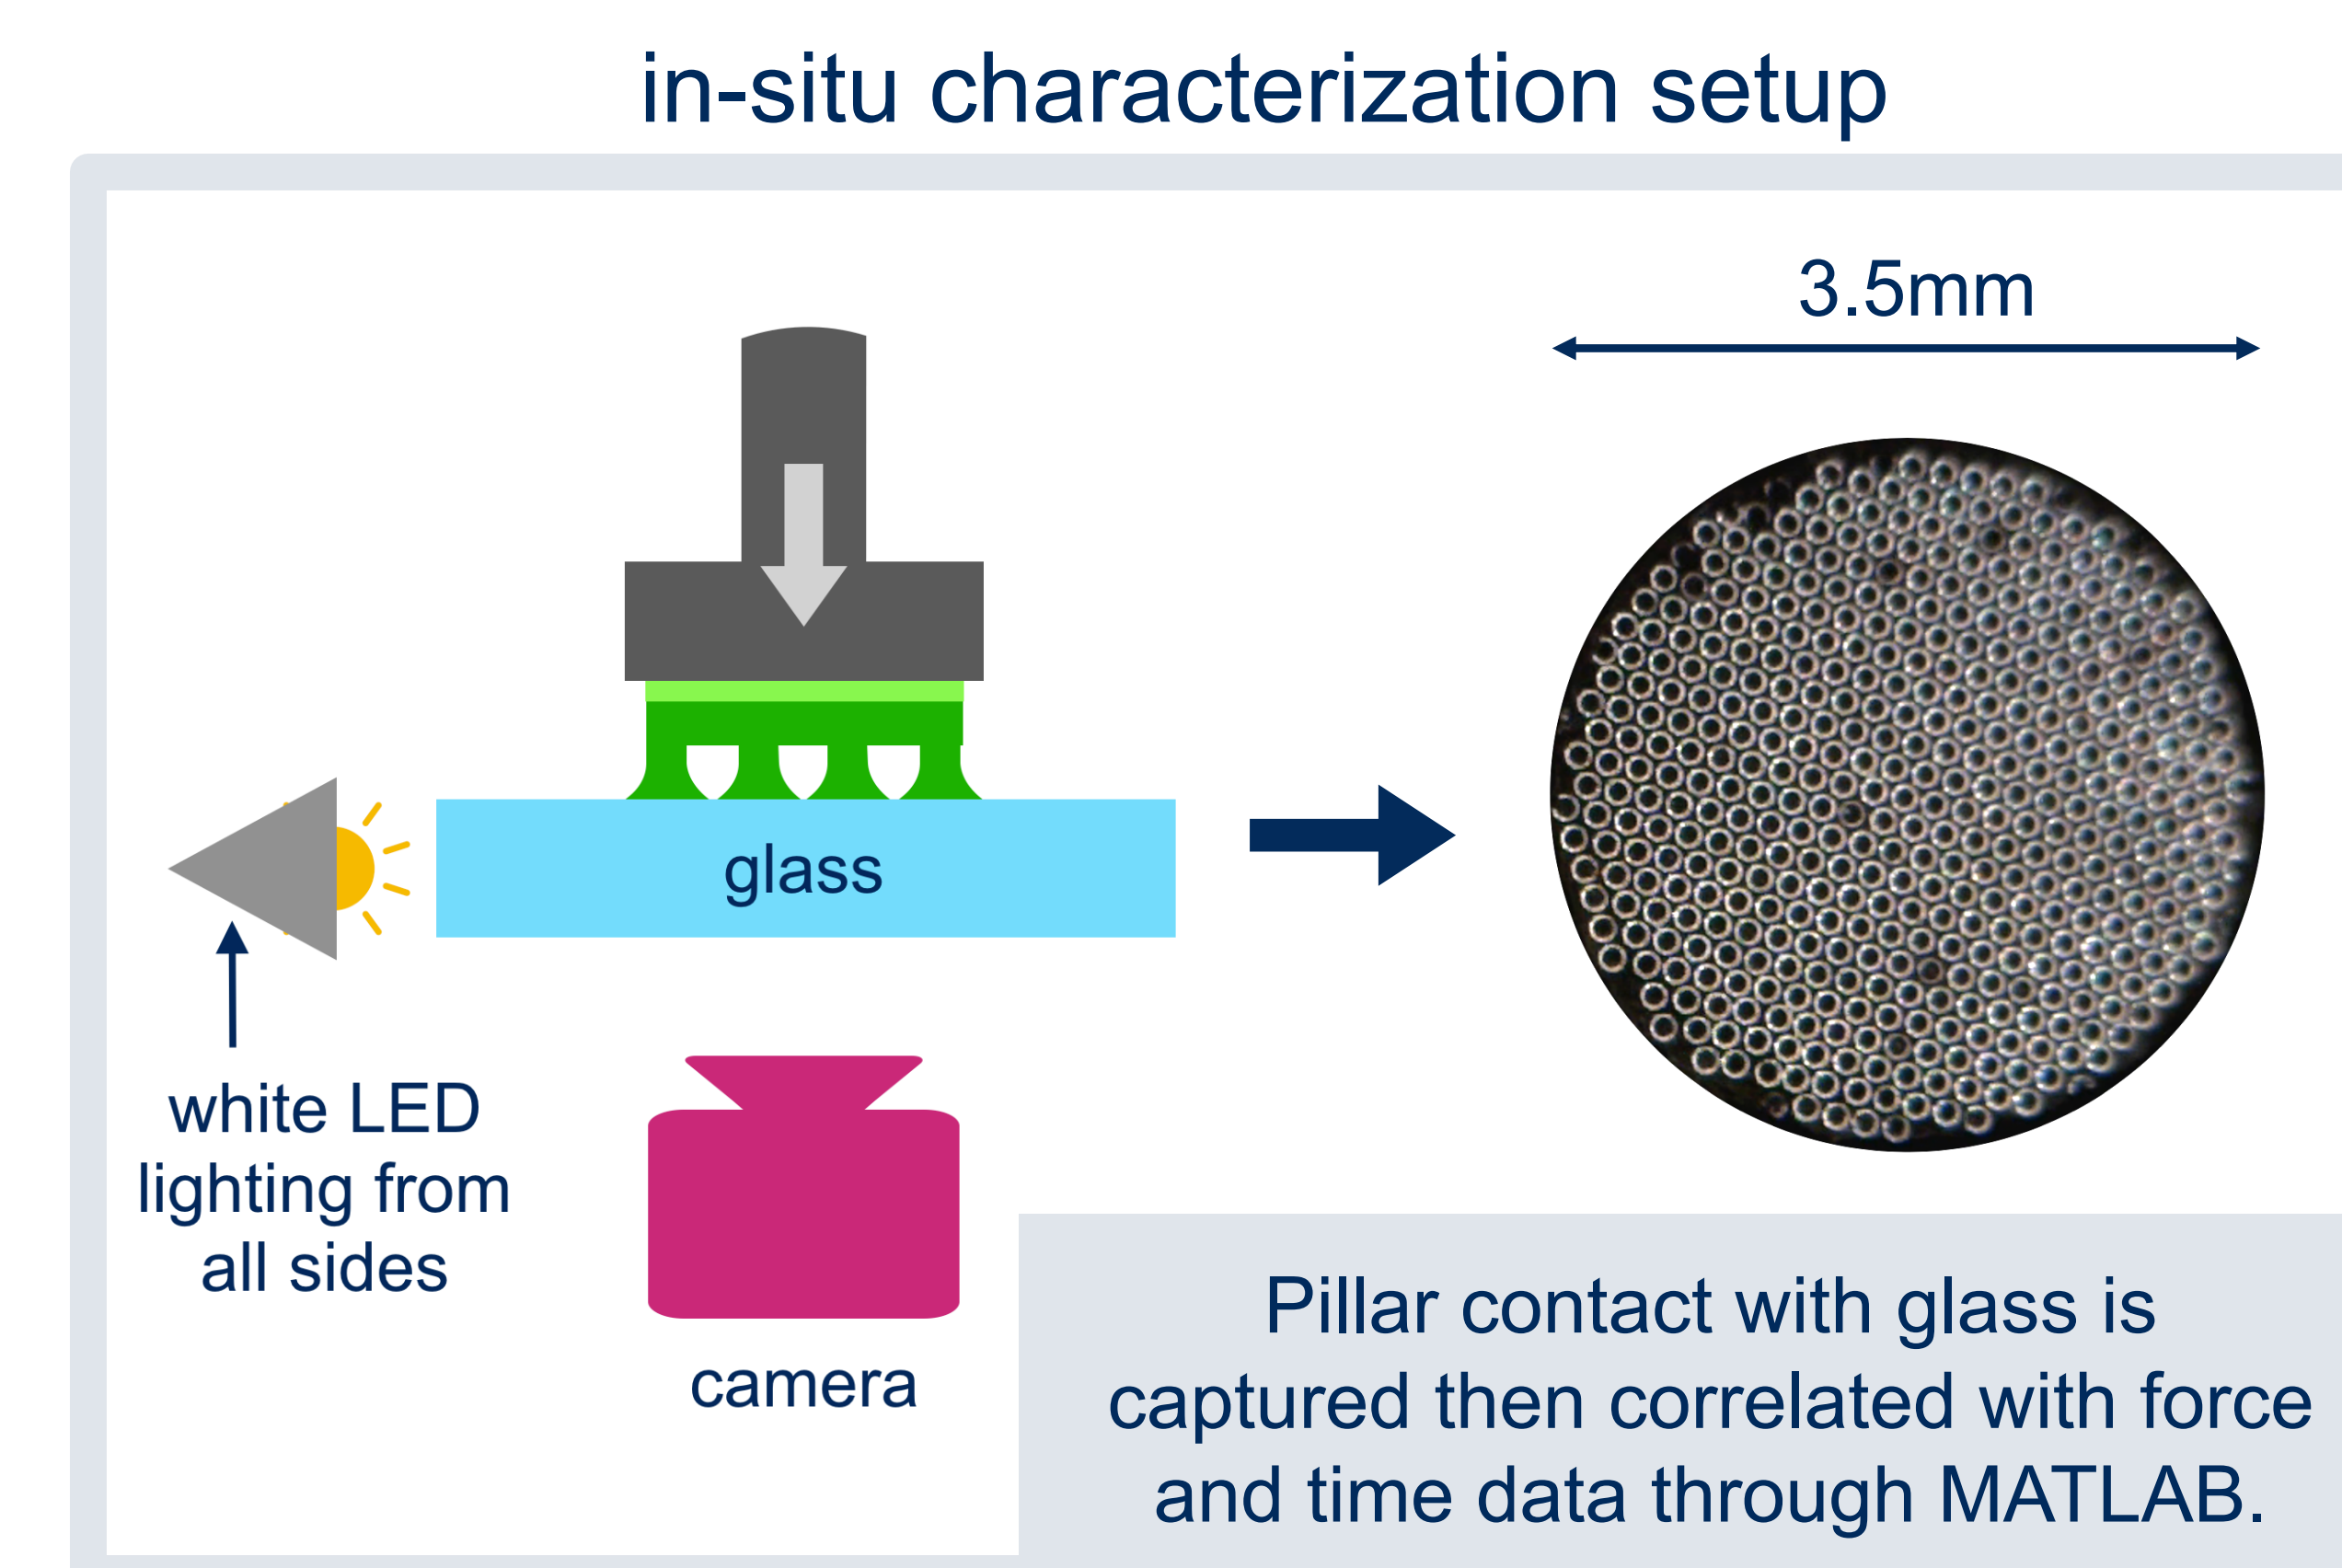 in-situ characterization setup
3.5mm
glass
white LED
lighting from
all sides
camera
Pillar contact with glass is
captured then correlated with force
and time data through MATLAB.